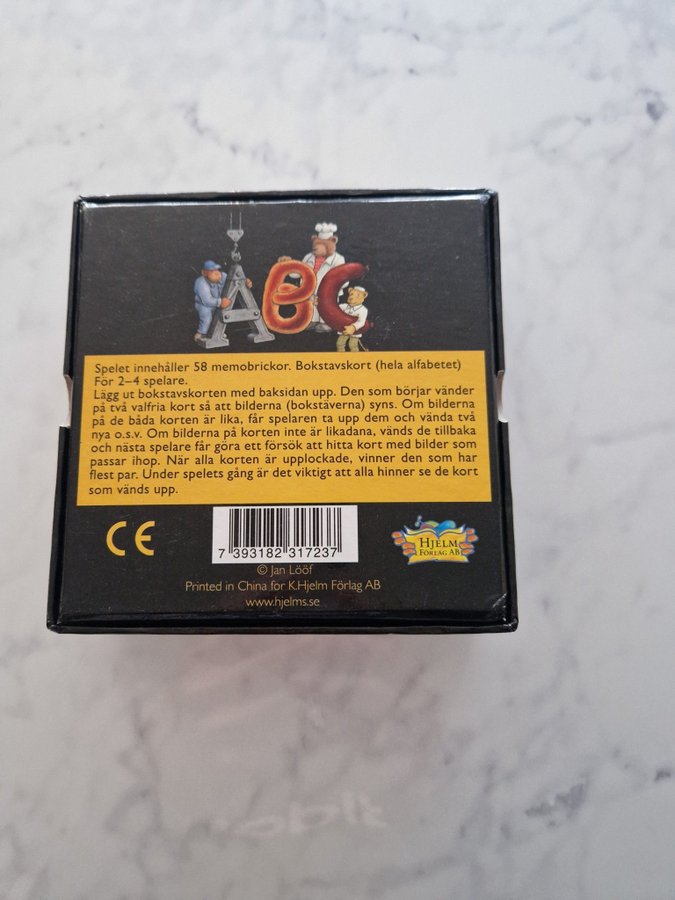 ABC
Spelet innehåller 58 memobrickor. Bokstavskort (hela alfabetet)
För 2–4 spelare.
Lägg ut bokstavskorten med baksidan upp. Den som börjar vänder
på två valfria kort så att bilderna (bokstäverna) syns. Om bilderna
på de båda korten är lika, får spelaren ta upp dem och vända två
nya o.s.v. Om bilderna på korten inte är likadana, vänds de tillbaka
och nästa spelare får göra ett försök att hitta kort med bilder som
passar ihop. När alla korten är upplockade, vinner den som har
flest par. Under spelets gång är det viktigt att alla hinner se de kort
som vänds upp.
CE
7 393182 317237
HJELM
FÖRLAG AB
© Jan Lööf
Printed in China for K.Hjelm Förlag AB
www.hjelms.se